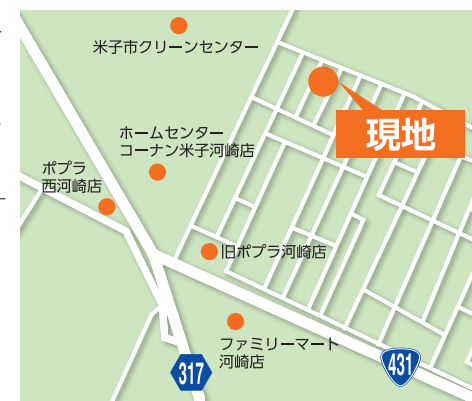 米子市クリーンセンター
現地
ホームセンター
コーナン米子河崎店
ポプラ
西河崎店
旧ポプラ河崎店
ファミリーマート
河崎店
317
431